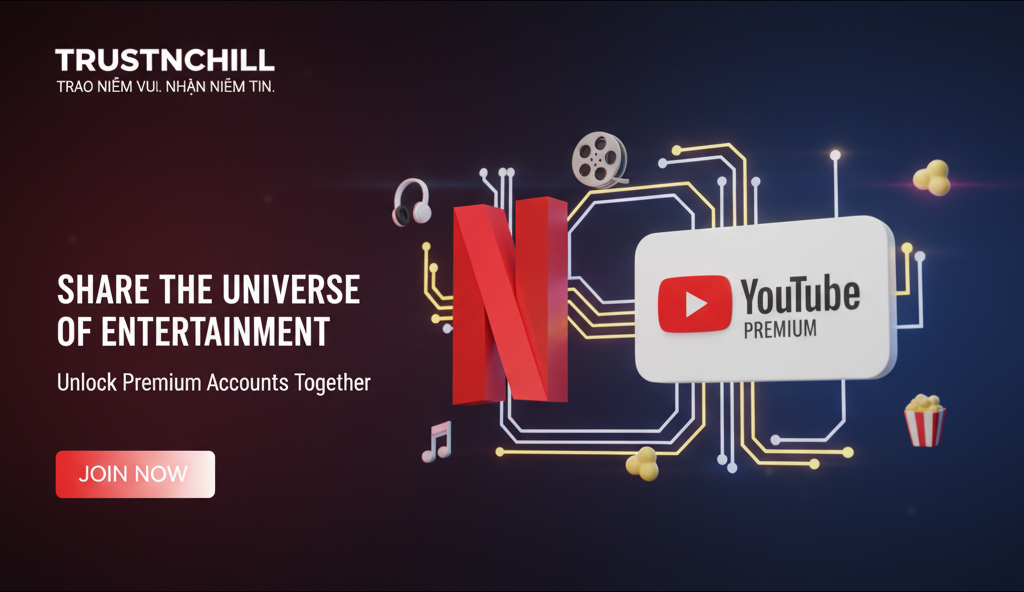 TRUSTNCHILL
TRAO NIỀM VUI. NHẬN NIỀM TIN.
SHARE THE UNIVERSE
OF ENTERTAINMENT
Unlock Premium Accounts Together
JOIN NOW
N
YouTube
PREMIUM